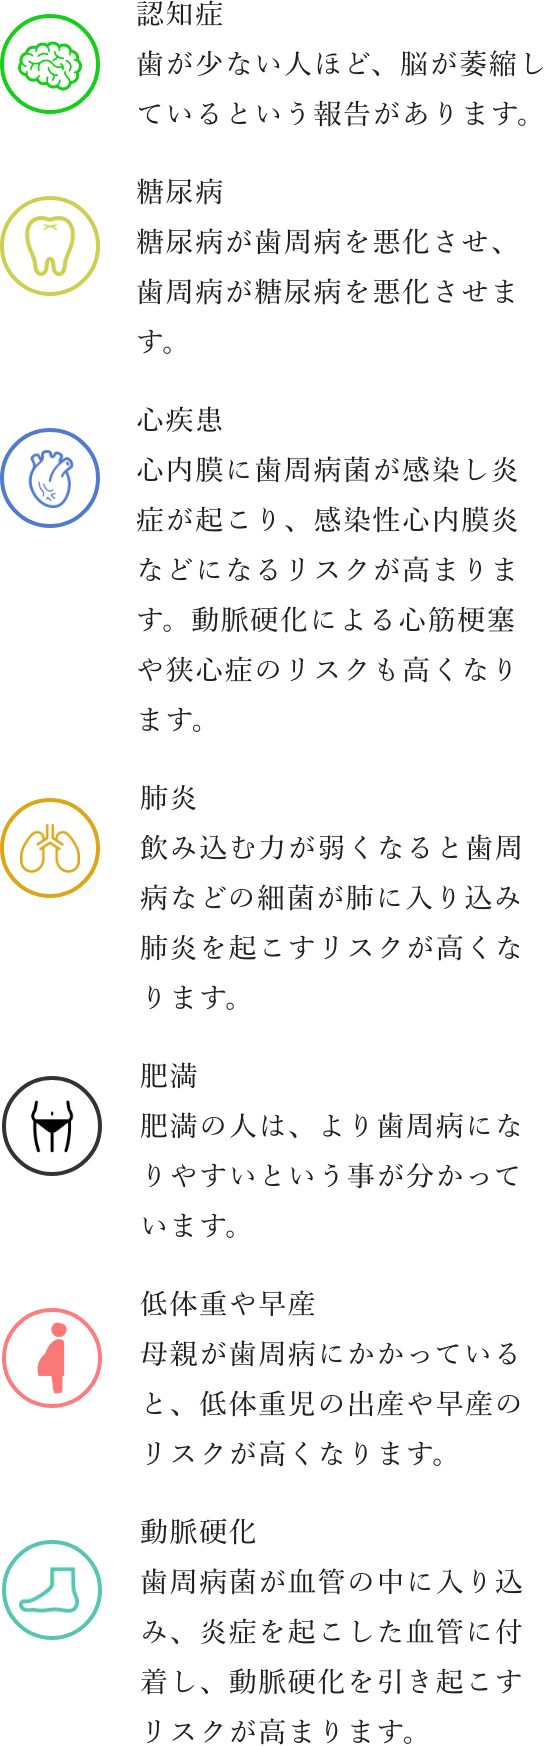 認知症
歯が少ない人ほど、脳が萎縮し
ているという報告があります。
糖尿病
糖尿病が歯周病を悪化させ、
歯周病が糖尿病を悪化させま
す。
心疾患
心内膜に歯周病菌が感染し炎
症が起こり、感染性心内膜炎
などになるリスクが高まりま
す。動脈硬化による心筋梗塞
や狭心症のリスクも高くなり
ます。
肺炎
飲み込む力が弱くなると歯周
病などの細菌が肺に入り込み
肺炎を起こすリスクが高くな
ります。
肥満
肥満の人は、より歯周病にな
りやすいという事が分かって
います。
低体重や早産
母親が歯周病にかかっている
と、低体重児の出産や早産の
リスクが高くなります。
動脈硬化
歯周病菌が血管の中に入り込
み、炎症を起こした血管に付
着し、動脈硬化を引き起こす
リスクが高まります。